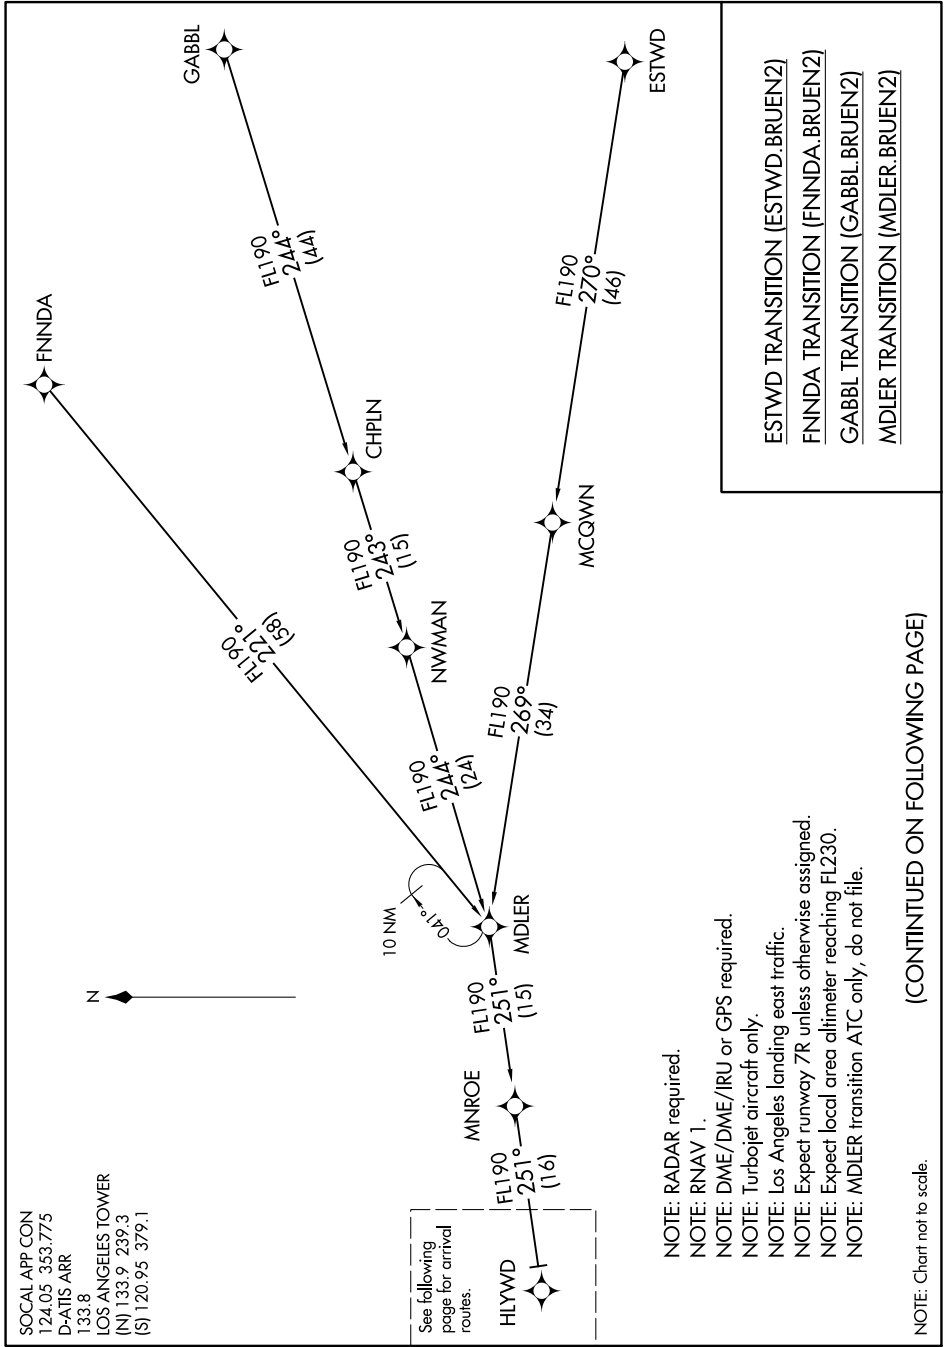 SOCAL APP CON
124.05 353.775
D-ATIS ARR
133.8
LOS ANGELES TOWER
(N) 133.9 239.3
(S) 120.95 379.1
N
FNNDA
GABBL
FL190
221°
(58)
FL190
244°
(44)
CHPLN
FL190
243°
(15)
NWMAN
FL190
244°
(24)
10 NM
041°
See following
page for arrival
routes.
HLYWD
FL190
251°
(16)
MNROE
FL190
251°
(15)
MDLER
FL190
269°
(34)
MCQWN
FL190
270°
(46)
ESTWD
NOTE: RADAR required.
NOTE: RNAV 1.
NOTE: DME/DME/IRU or GPS required.
NOTE: Turbojet aircraft only.
NOTE: Los Angeles landing east traffic.
NOTE: Expect runway 7R unless otherwise assigned.
NOTE: Expect local area altimeter reaching FL230.
NOTE: MDLER transition ATC only, do not file.
ESTWD TRANSITION (ESTWD.BRUEN2)
FNNDA TRANSITION (FNNDA.BRUEN2)
GABBL TRANSITION (GABBL.BRUEN2)
MDLER TRANSITION (MDLER.BRUEN2)
(CONTINTUED ON FOLLOWING PAGE)
NOTE: Chart not to scale.